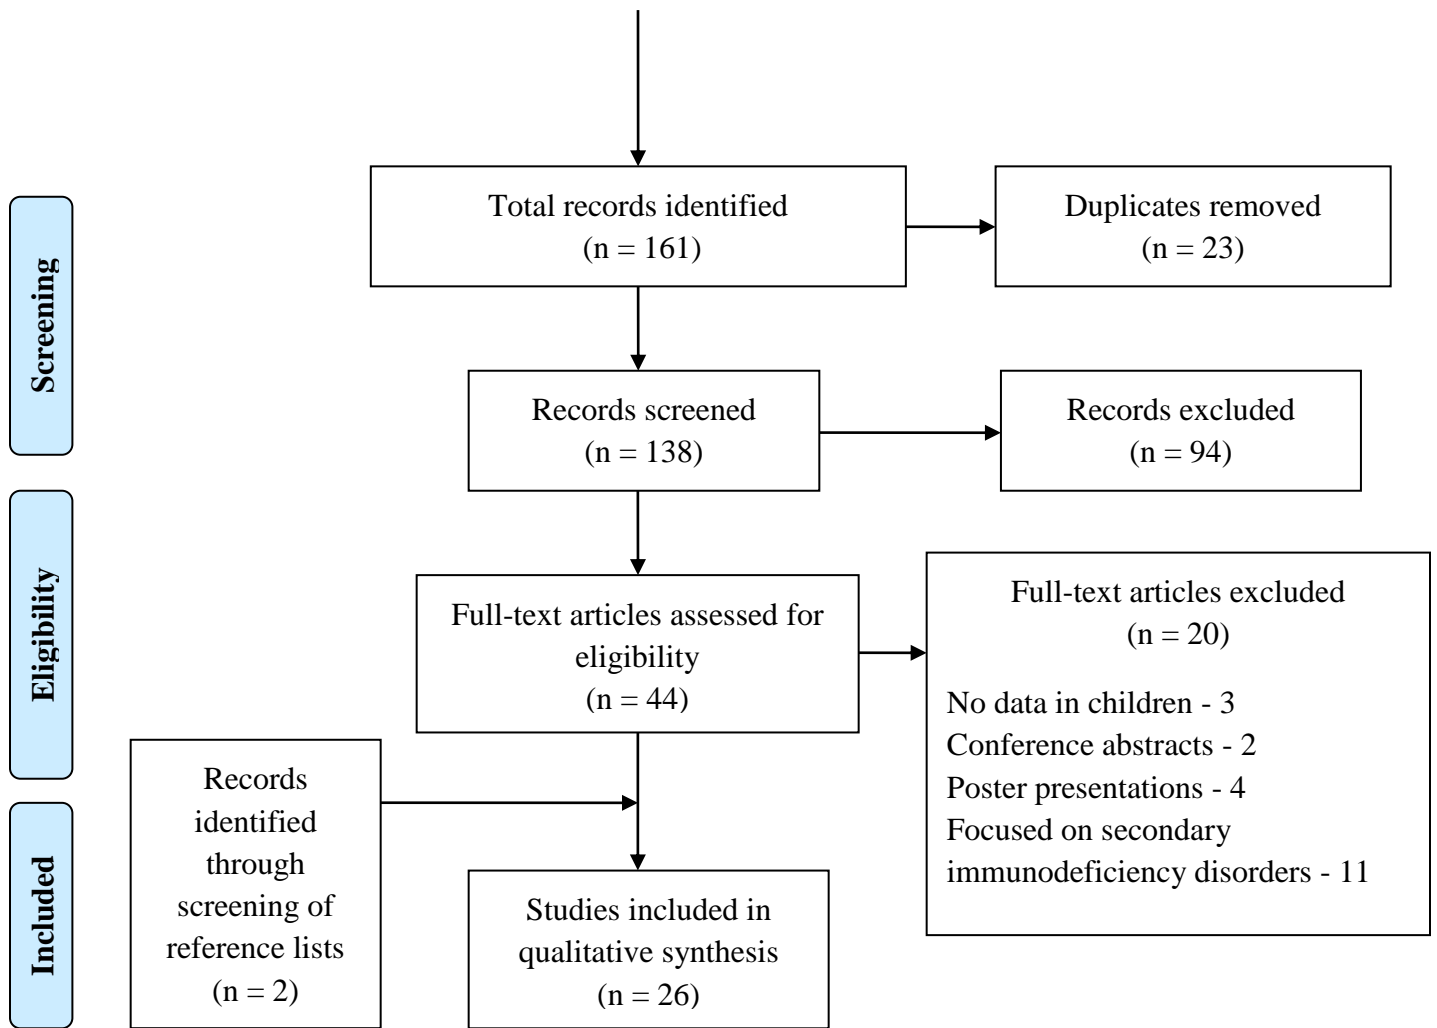 Screening
Total records identified
(n = 161)
Duplicates removed
(n = 23)
Records screened
(n = 138)
Records excluded
(n = 94)
Eligibility
Full-text articles assessed for
eligibility
(n = 44)
Full-text articles excluded
(n = 20)
No data in children - 3
Conference abstracts - 2
Poster presentations - 4
Focused on secondary
immunodeficiency disorders - 11
Records
identified
through
screening of
reference lists
(n = 2)
Included
Studies included in
qualitative synthesis
(n = 26)